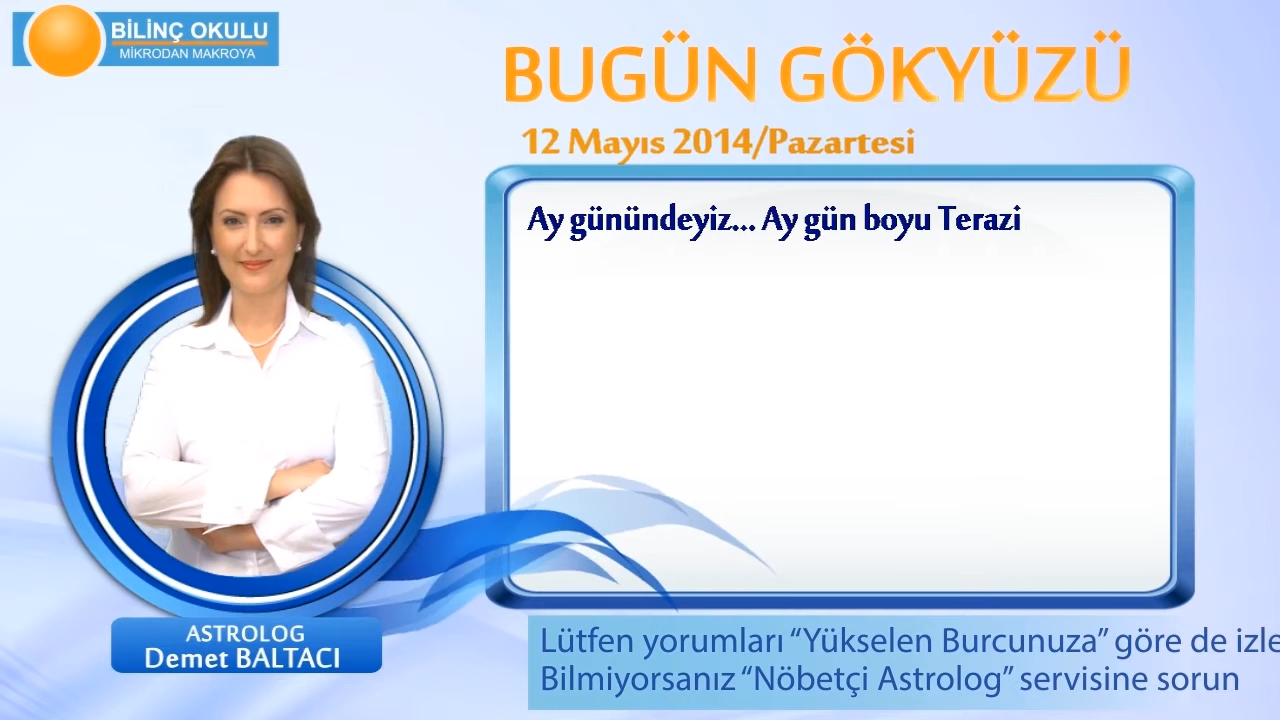 BİLİNÇ OKULU
MİKRODAN MAKROYA
BUGÜN GÖKYÜZÜ
12 Mayıs 2014/Pazartesi
Ay günündeyiz... Ay gün boyu Terazi
ASTROLOG
Demet BALTACI
Lütfen yorumları “Yükselen Burcunuza” göre de izle
Bilmiyorsanız “Nöbetçi Astrolog” servisine sorun